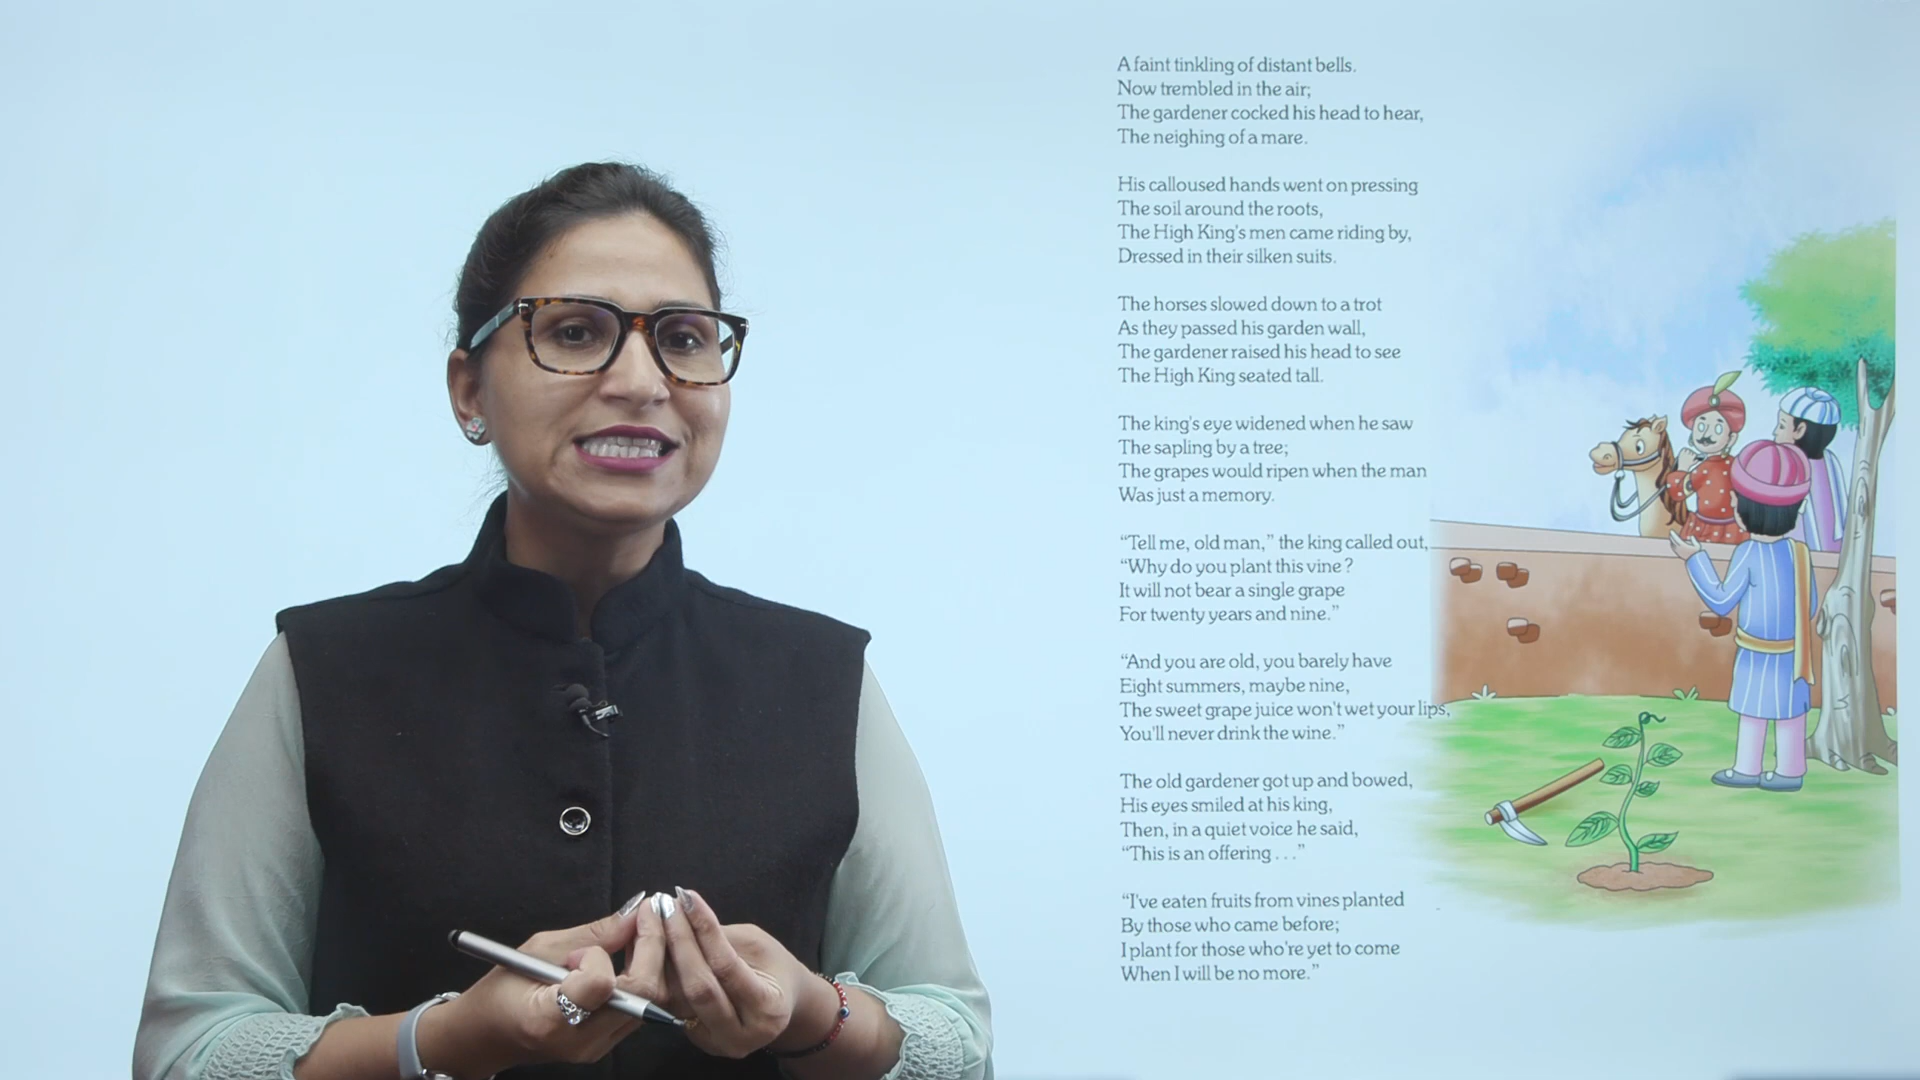 A faint tinkling of distant bells.
Now trembled in the air;
The gardener cocked his head to hear,
The neighing of a mare.
His calloused hands went on pressing
The soil around the roots,
The High King's men came riding by,
Dressed in their silken suits.
The horses slowed down to a trot
As they passed his garden wall,
The gardener raised his head to see
The High King seated tall.
The king's eye widened when he saw
The sapling by a tree;
The grapes would ripen when the man
Was just a memory.
“Tell me, old man,” the king called out,
“Why do you plant this vine?
It will not bear a single grape
For twenty years and nine.”
“And you are old, you barely have
Eight summers, maybe nine,
The sweet grape juice won't wet your lips,
You'll never drink the wine.”
The old gardener got up and bowed,
His eyes smiled at his king,
Then, in a quiet voice he said,
“This is an offering . . .”
“I've eaten fruits from vines planted
By those who came before;
I plant for those who're yet to come
When I will be no more.”